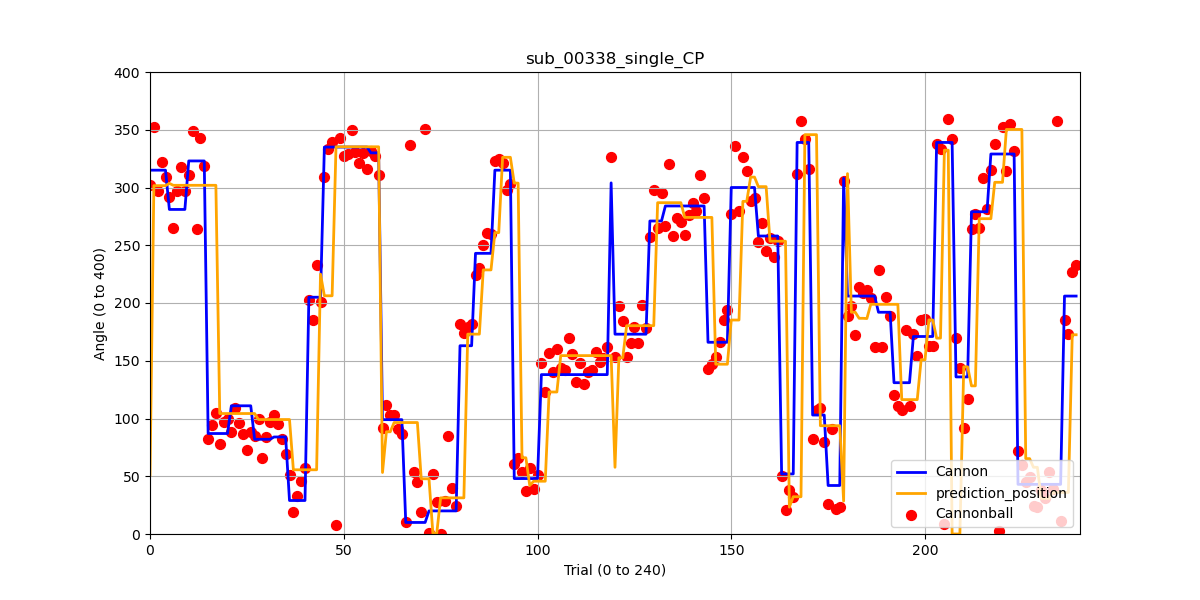 sub_00338_single_CP
400
350
300
250
200
150
100
50
0
Angle (0 to 400)
0 50 100 150 200
Trial (0 to 240)
Cannon
prediction_position
Cannonball